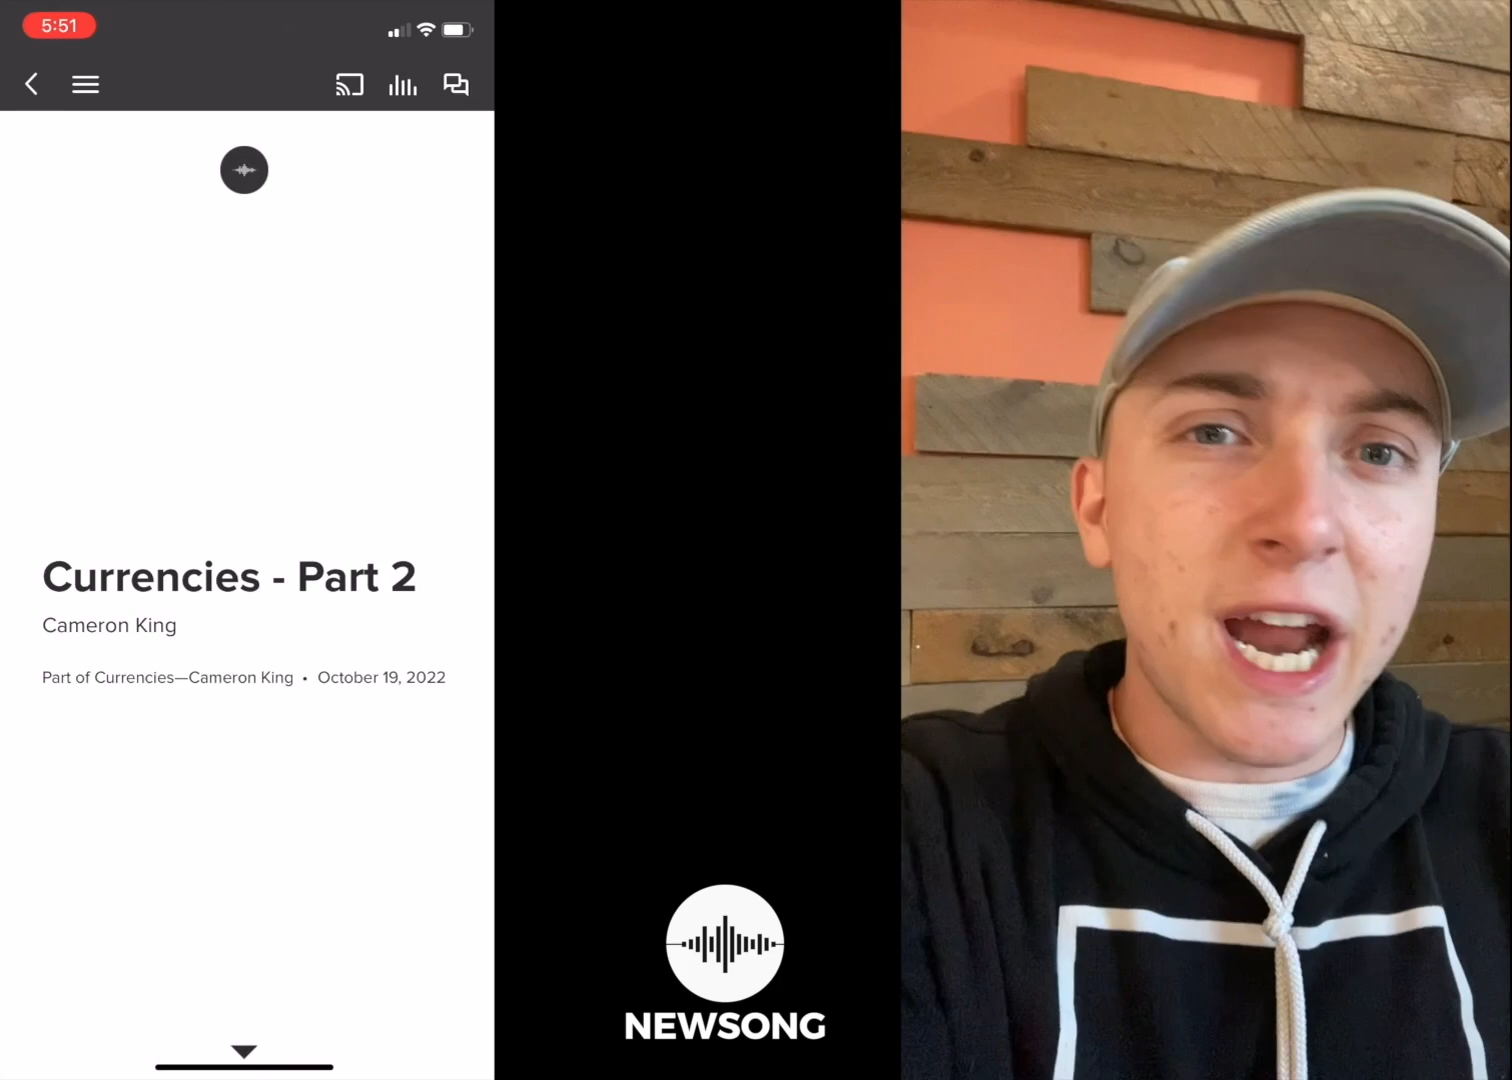 5:51
Currencies - Part 2
Cameron King
Part of Currencies—Cameron King • October 19, 2022
NEWSONG